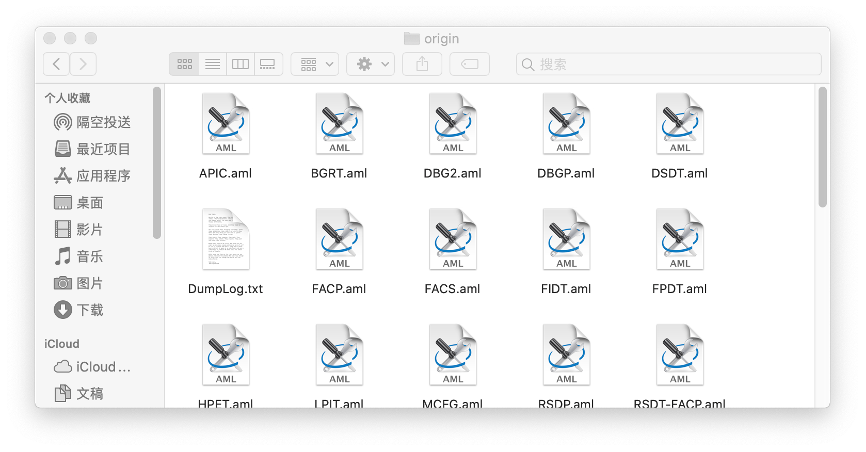 origin
搜索
个人收藏
隔空投送
最近项目
应用程序
桌面
影片
音乐
图片
下载
iCloud
iCloud ...
文稿
AML AML AML AML AML
APIC.aml BGRT.aml DBG2.aml DBGP.aml DSDT.aml
AML AML AML AML
DumpLog.txt FACP.aml FACS.aml FIDT.aml FPDT.aml
AML AML AML AML AML
HPET.aml LPIT.aml MCFG.aml RSDP.aml RSDT-FACP.aml